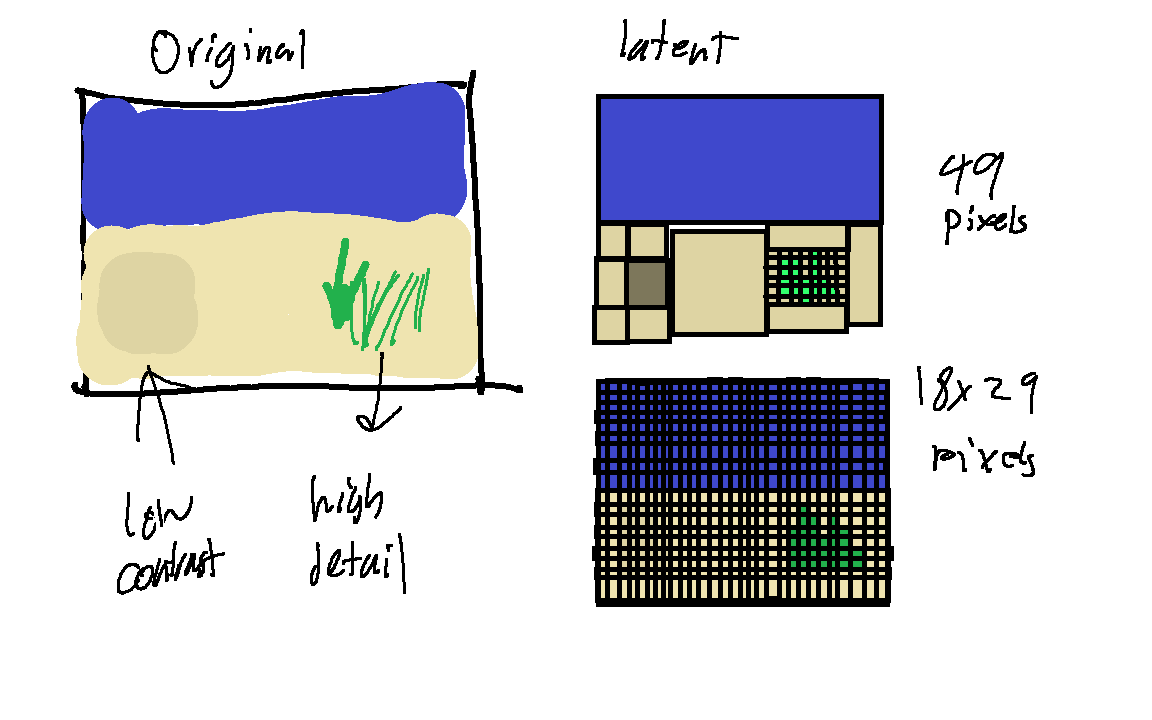 Original
latent
49
pixels
18x29
pixels
low
contrast
high
detail